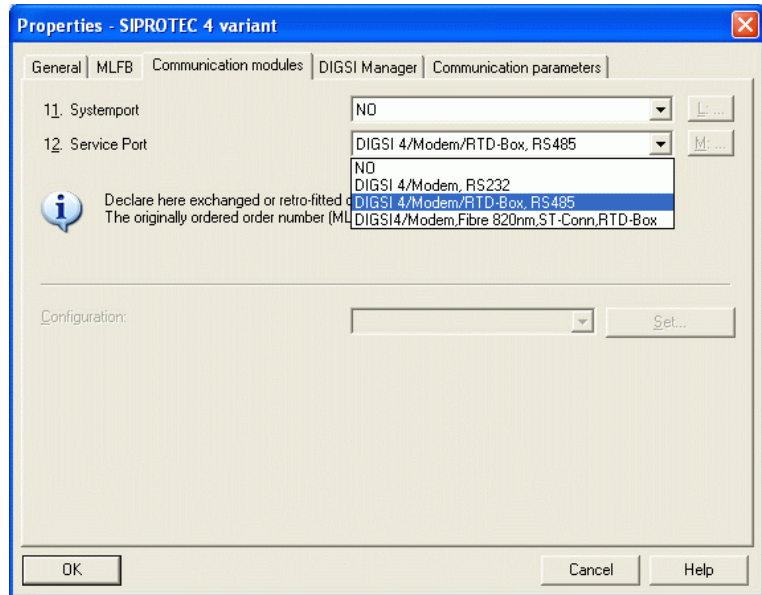 Properties - SIPROTEC 4 variant
General MLFB Communication modules DIGSI Manager Communication parameters
11. Systemport NO L: ...
12. Service Port DIGSI 4/Modem/RTD-Box, RS485 M: ...
NO
DIGSI 4/Modem, RS232
Declare here exchanged or retro-fitted DIGSI 4/Modem/RTD-Box, RS485
The originally ordered order number (ML DIGSI4/Modem,Fibre 820nm,ST-Conn,RTD-Box
Configuration: Set...
OK Cancel Help